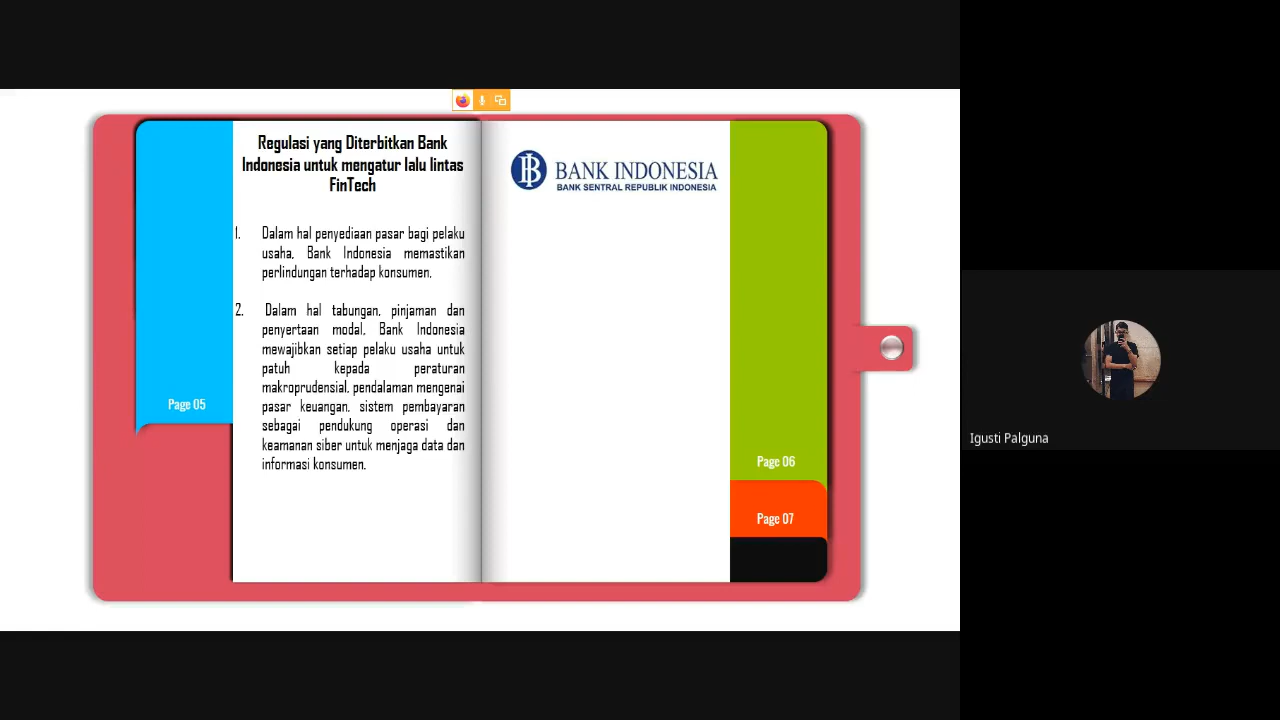 Regulasi yang Diterbitkan Bank
Indonesia untuk mengatur lalu lintas
FinTech
1. Dalam hal penyediaan pasar bagi pelaku
usaha, Bank Indonesia memastikan
perlindungan terhadap konsumen.
2. Dalam hal tabungan, pinjaman dan
penyertaan modal, Bank Indonesia
mewajibkan setiap pelaku usaha untuk
patuh kepada peraturan
makroprudensial, pendalaman mengenai
pasar keuangan, sistem pembayaran
sebagai pendukung operasi dan
keamanan siber untuk menjaga data dan
informasi konsumen.
Page 05
BANK INDONESIA
BANK SENTRAL REPUBLIK INDONESIA
Page 06
Page 07
Igusti Palguna